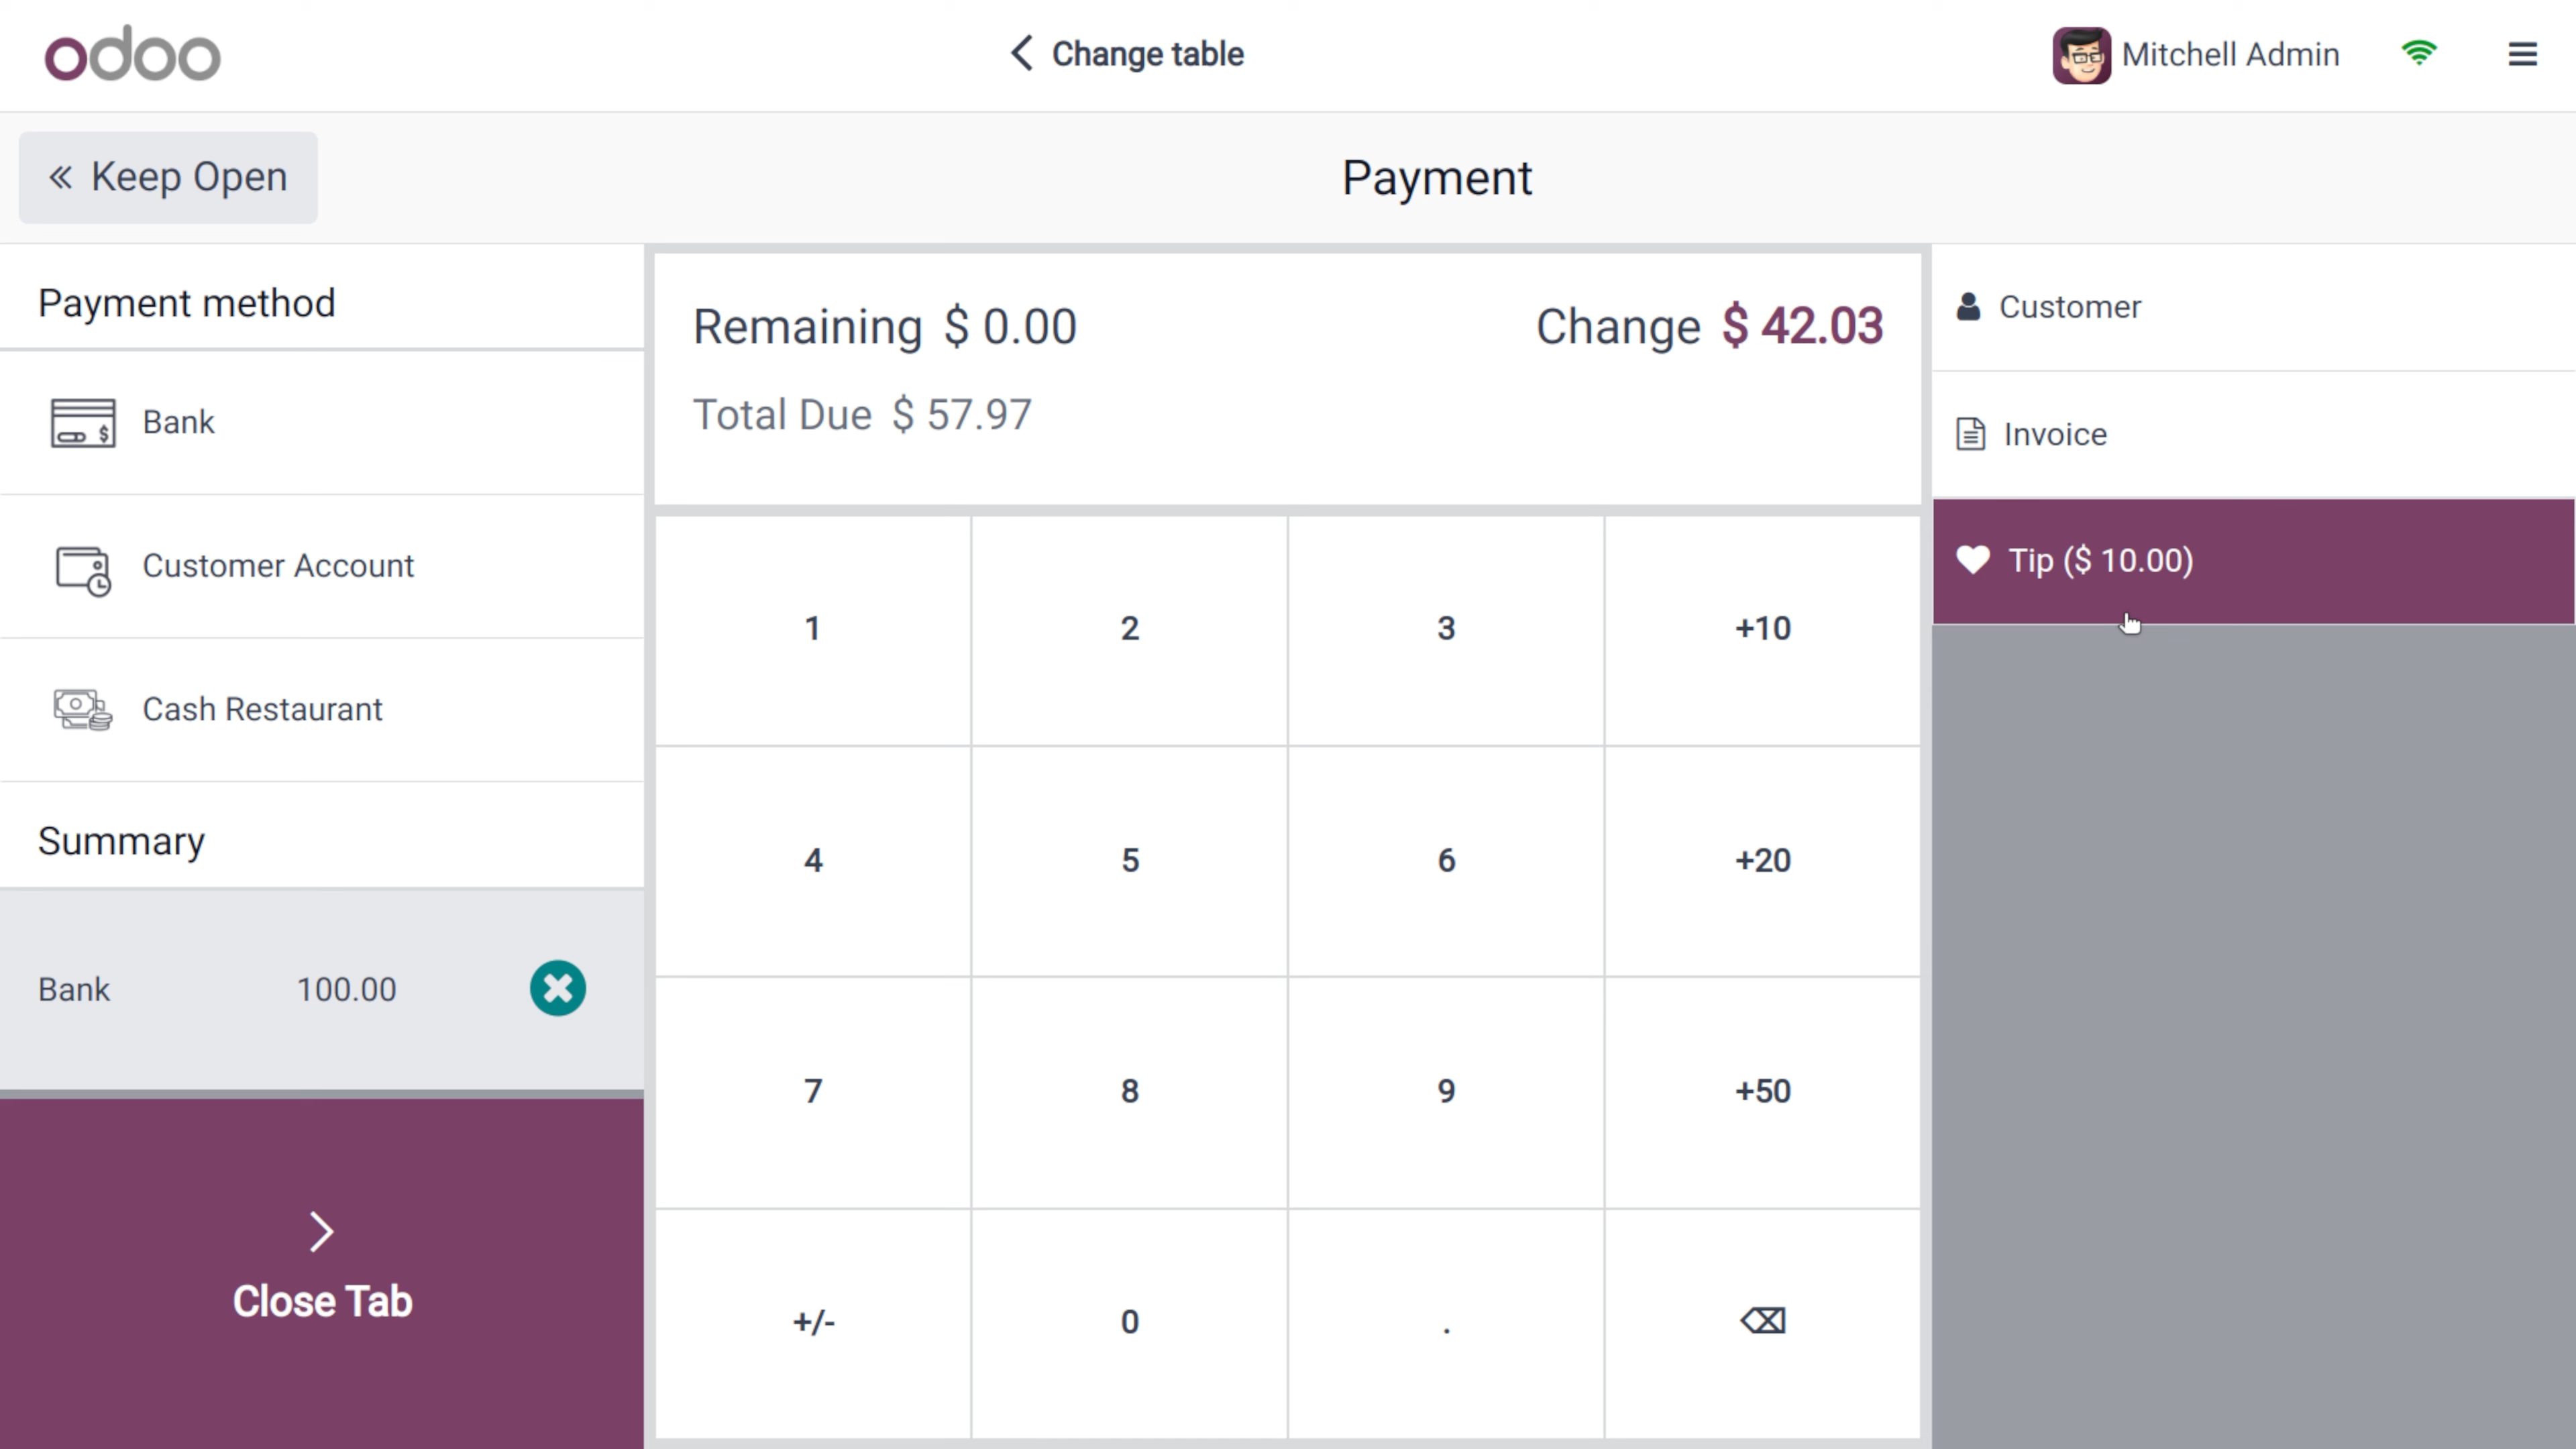 odoo
Change table
Mitchell Admin
« Keep Open
Payment
Payment method
Bank
Customer Account
Cash Restaurant
Summary
Bank 100.00
Close Tab
Remaining $ 0.00
Change $ 42.03
Total Due $ 57.97
1 2 3 +10
4 5 6 +20
7 8 9 +50
+/- 0 . ⌫
Customer
Invoice
Tip ($ 10.00)